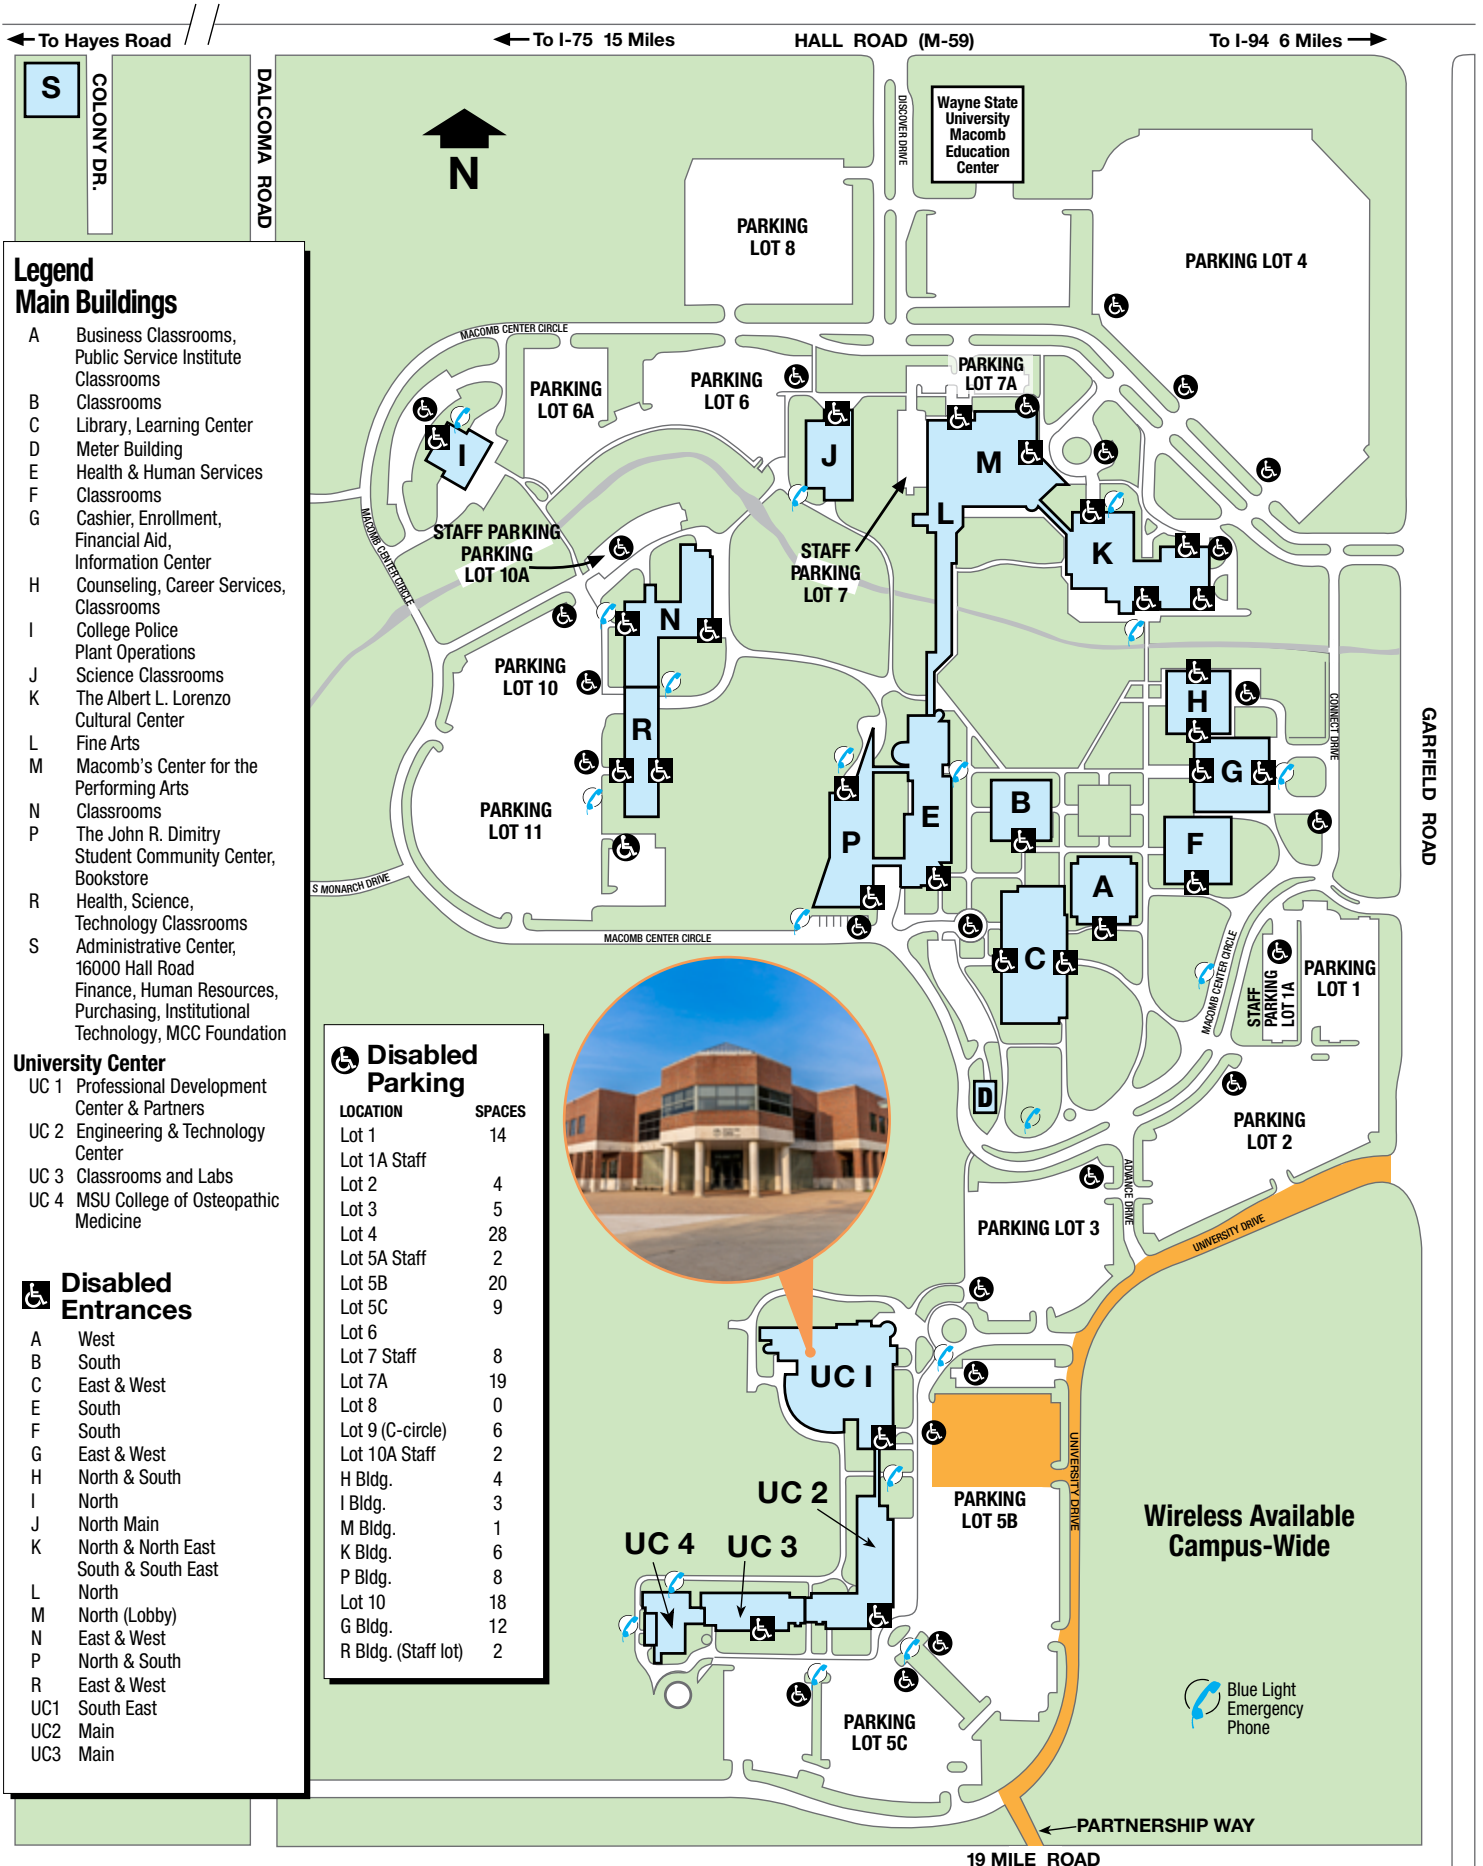 To Hayes Road
To I-75 15 Miles
HALL ROAD (M-59)
To I-94 6 Miles
S
COLONY DR.
DALCOMA ROAD
N
DISCOVER DRIVE
Wayne State
University
Macomb
Education
Center
PARKING
LOT 8
PARKING LOT 4
Legend
Main Buildings
A Business Classrooms,
Public Service Institute
Classrooms
B Classrooms
C Library, Learning Center
D Meter Building
E Health & Human Services
F Classrooms
G Cashier, Enrollment,
Financial Aid,
Information Center
H Counseling, Career Services,
Classrooms
I College Police
Plant Operations
J Science Classrooms
K The Albert L. Lorenzo
Cultural Center
L Fine Arts
M Macomb's Center for the
Performing Arts
N Classrooms
P The John R. Dimitry
Student Community Center,
Bookstore
R Health, Science,
Technology Classrooms
S Administrative Center,
16000 Hall Road
Finance, Human Resources,
Purchasing, Institutional
Technology, MCC Foundation
University Center
UC 1 Professional Development
Center & Partners
UC 2 Engineering & Technology
Center
UC 3 Classrooms and Labs
UC 4 MSU College of Osteopathic
Medicine
Disabled
Entrances
A West
B South
C East & West
E South
F South
G East & West
H North & South
I North
J North Main
K North & North East
South & South East
L North
M North (Lobby)
N East & West
P North & South
R East & West
UC1 South East
UC2 Main
UC3 Main
MACOMB CENTER CIRCLE
PARKING
LOT 6A
PARKING
LOT 6
PARKING
LOT 7A
I
J
M
L
K
MACOMB CENTER CIRCLE
STAFF PARKING
PARKING
LOT 10A
STAFF
PARKING
LOT 7
N
PARKING
LOT 10
R
H
CONNECT DRIVE
GARFIELD ROAD
G
PARKING
LOT 11
P
E
B
F
A
S MONARCH DRIVE
MACOMB CENTER CIRCLE
C
MACOMB CENTER CIRCLE
STAFF
PARKING
LOT 1A
PARKING
LOT 1
D
PARKING
LOT 2
ADVANCE DRIVE
PARKING LOT 3
UNIVERSITY DRIVE
Disabled
Parking
LOCATION SPACES
Lot 1 14
Lot 1A Staff
Lot 2 4
Lot 3 5
Lot 4 28
Lot 5A Staff 2
Lot 5B 20
Lot 5C 9
Lot 6
Lot 7 Staff 8
Lot 7A 19
Lot 8 0
Lot 9 (C-circle) 6
Lot 10A Staff 2
H Bldg. 4
I Bldg. 3
M Bldg. 1
K Bldg. 6
P Bldg. 8
Lot 10 18
G Bldg. 12
R Bldg. (Staff lot) 2
UC I
UNIVERSITY DRIVE
UC 2
PARKING
LOT 5B
UC 4
UC 3
Wireless Available
Campus-Wide
PARKING
LOT 5C
Blue Light
Emergency
Phone
PARTNERSHIP WAY
19 MILE ROAD